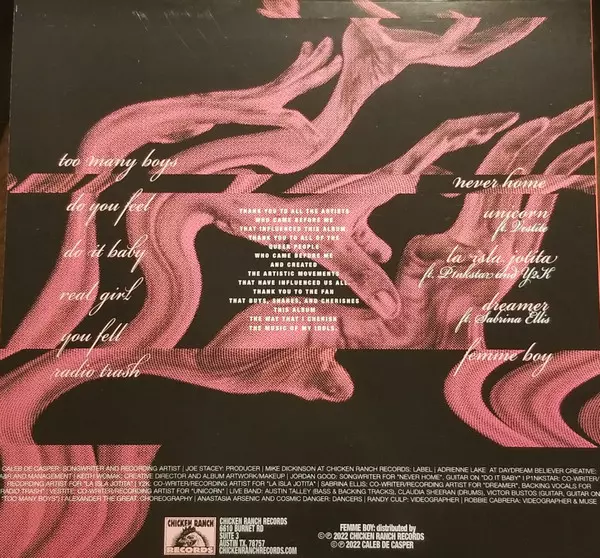 too many boys
do you feel
do it baby
real girl
you fell
radio trash
THANK YOU TO ALL THE ARTISTS
WHO CAME BEFORE ME
THAT INFLUENCED THIS ALBUM
THANK YOU TO ALL OF THE
QUEER PEOPLE
WHO CAME BEFORE ME
AND CREATED
THE ARTISTIC MOVEMENTS
THAT HAVE INFLUENCED US ALL.
THANK YOU TO THE FAN
THAT BUYS, SHARES, AND CHERISHES
THIS ALBUM
THE WAY THAT I CHERISH
THE MUSIC OF MY IDOLS.
never home
unicorn
ft. Vestite
la isla jotita
ft. P1nkstar and Y2K
dreamer
ft. Sabrina Ellis
femme boy
CALEB DE CASPER: SONGWRITER AND RECORDING ARTIST | JOE STACEY: PRODUCER | MIKE DICKINSON AT CHICKEN RANCH RECORDS: LABEL | ADRIENNE LAKE AT DAYDREAM BELIEVER CREATIVE:
AND MANAGEMENT | KEITH WOMAK: CREATIVE DIRECTOR AND ALBUM ARTWORK/MAKEUP | JORDAN GOOD: SONGWRITER FOR "NEVER HOME", GUITAR ON "DO IT BABY" | P1NKSTAR: CO-WRITER/
RECORDING ARTIST FOR "LA ISLA JOTITA" | Y2K: CO-WRITER/RECORDING ARTIST FOR "LA ISLA JOTITA" | SABRINA ELLIS: CO-WRITER/RECORDING ARTIST FOR "DREAMER", BACKING VOCALS FOR
"RADIO TRASH" | VESTITE: CO-WRITER/RECORDING ARTIST FOR "UNICORN" | LIVE BAND: AUSTIN TALLEY (BASS & BACKING TRACKS), CLAUDIA SHEERAN (DRUMS), VICTOR BUSTOS (GUITAR, GUITAR ON
"TOO MANY BOYS") | ALEXANDER THE GREAT: CHOREOGRAPHY | ANASTASIA ARSENIO AND COSMIC DANGER: DANCERS | RANDY CULP: VIDEOGRAPHER | ROBBIE CABRERA: VIDEOGRAPHER & MUSE
CHICKEN RANCH
RECORDS
CHICKEN RANCH RECORDS
6610 BURNET RD
SUITE 3
AUSTIN TX, 78757
CHICKENRANCHRECORDS.COM
FEMME BOY: distributed by
©℗2022 CHICKEN RANCH RECORDS
©℗2022 CALEB DE CASPER